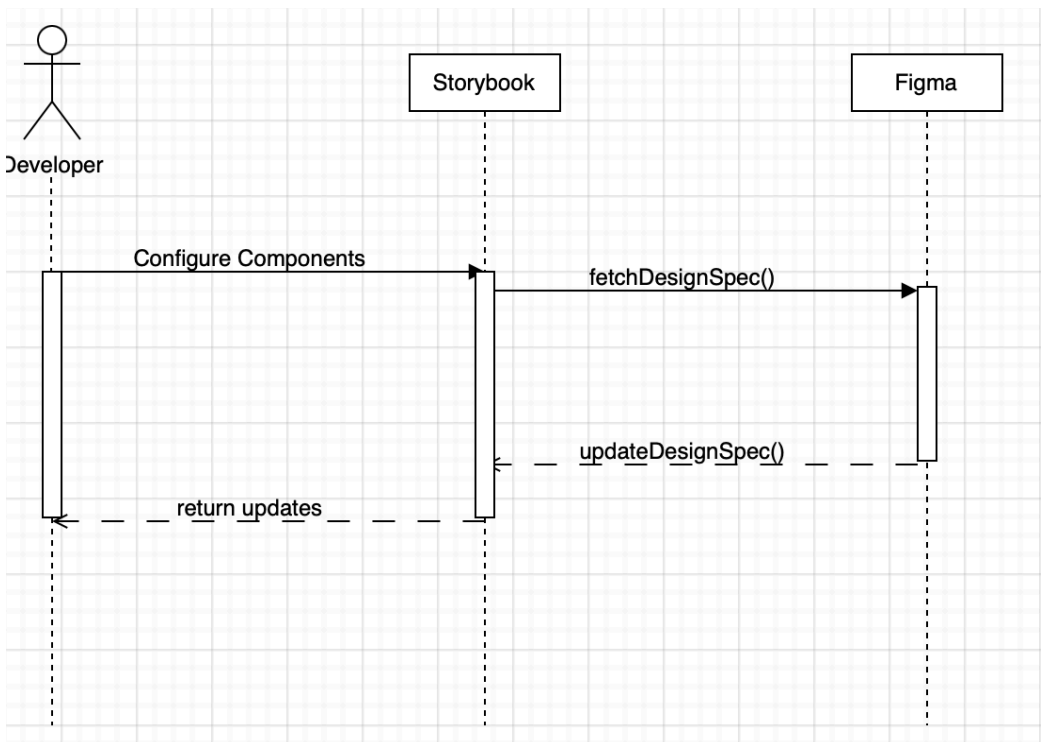 Storybook
Figma
Developer
Configure Components
fetchDesignSpec()
updateDesignSpec()
return updates